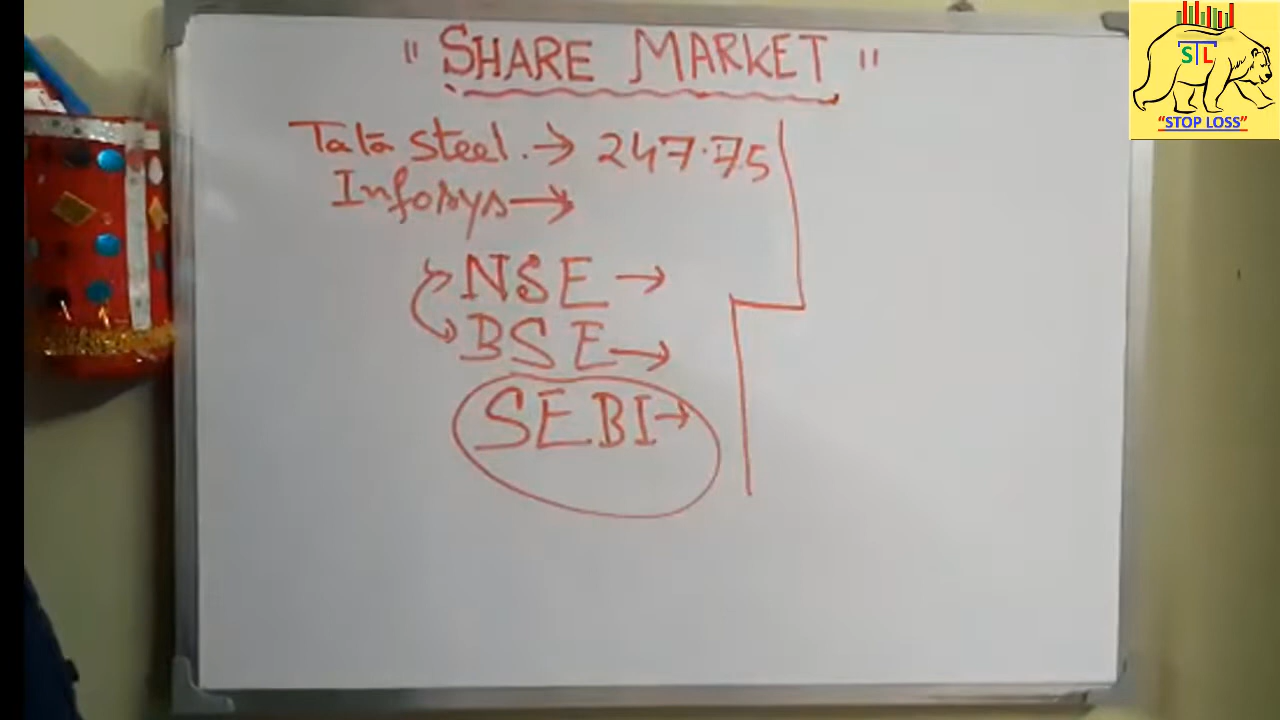 " SHARE MARKET "
Tata steel. → 247.75
Infosys →
NSE →
BSE →
SEBI →
STL
"STOP LOSS"